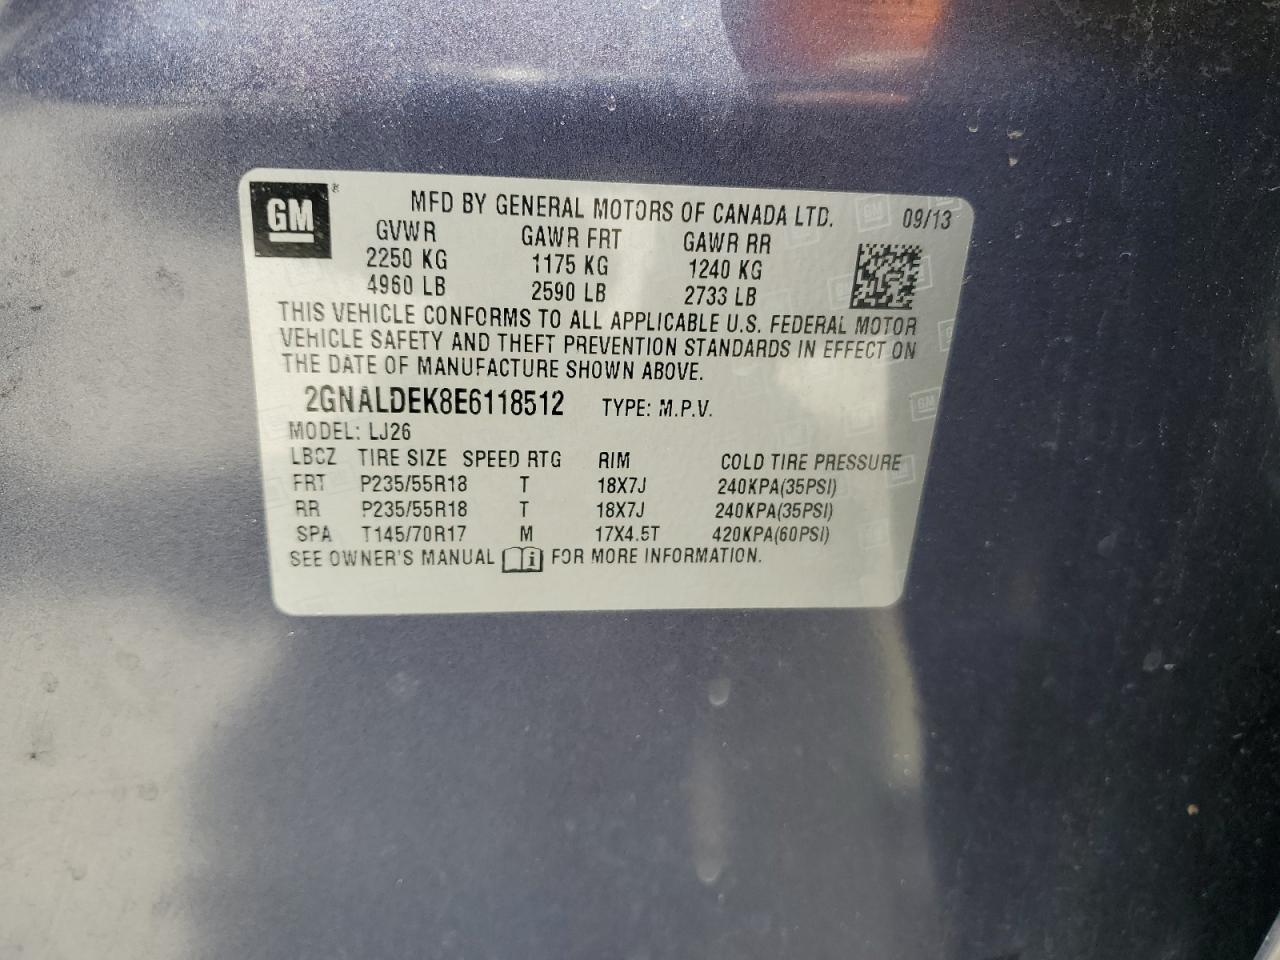 GM ® MFD BY GENERAL MOTORS OF CANADA LTD. 09/13
GVWR GAWR FRT GAWR RR
2250 KG 1175 KG 1240 KG
4960 LB 2590 LB 2733 LB
THIS VEHICLE CONFORMS TO ALL APPLICABLE U.S. FEDERAL MOTOR
VEHICLE SAFETY AND THEFT PREVENTION STANDARDS IN EFFECT ON
THE DATE OF MANUFACTURE SHOWN ABOVE.
2GNALDEK8E6118512 TYPE: M.P.V.
MODEL: LJ26
LBCZ TIRE SIZE SPEED RTG RIM COLD TIRE PRESSURE
FRT P235/55R18 T 18X7J 240KPA(35PSI)
RR P235/55R18 T 18X7J 240KPA(35PSI)
SPA T145/70R17 M 17X4.5T 420KPA(60PSI)
SEE OWNER'S MANUAL i FOR MORE INFORMATION.